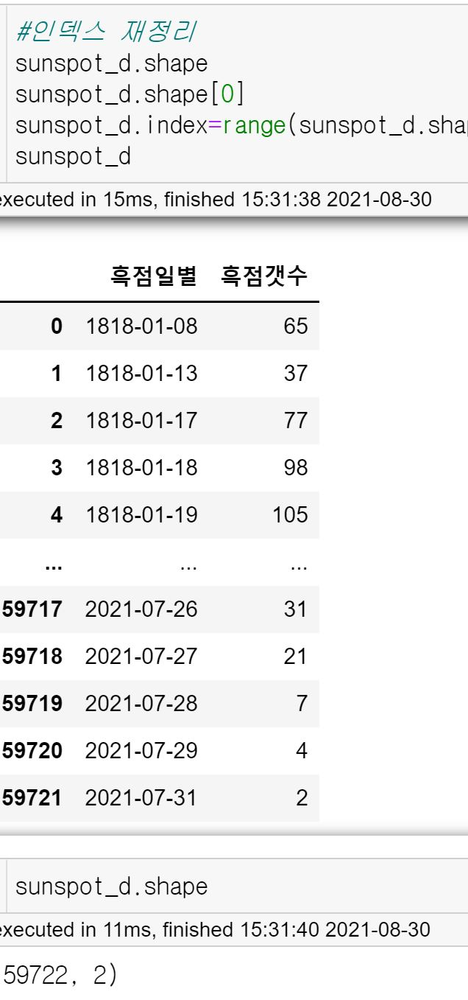 #인덱스 재정리
sunspot_d.shape
sunspot_d.shape[0]
sunspot_d.index=range(sunspot_d.sha
sunspot_d
executed in 15ms, finished 15:31:38 2021-08-30
흑점일별 흑점갯수
0 1818-01-08 65
1 1818-01-13 37
2 1818-01-17 77
3 1818-01-18 98
4 1818-01-19 105
... ... ...
59717 2021-07-26 31
59718 2021-07-27 21
59719 2021-07-28 7
59720 2021-07-29 4
59721 2021-07-31 2
sunspot_d.shape
executed in 11ms, finished 15:31:40 2021-08-30
59722, 2)